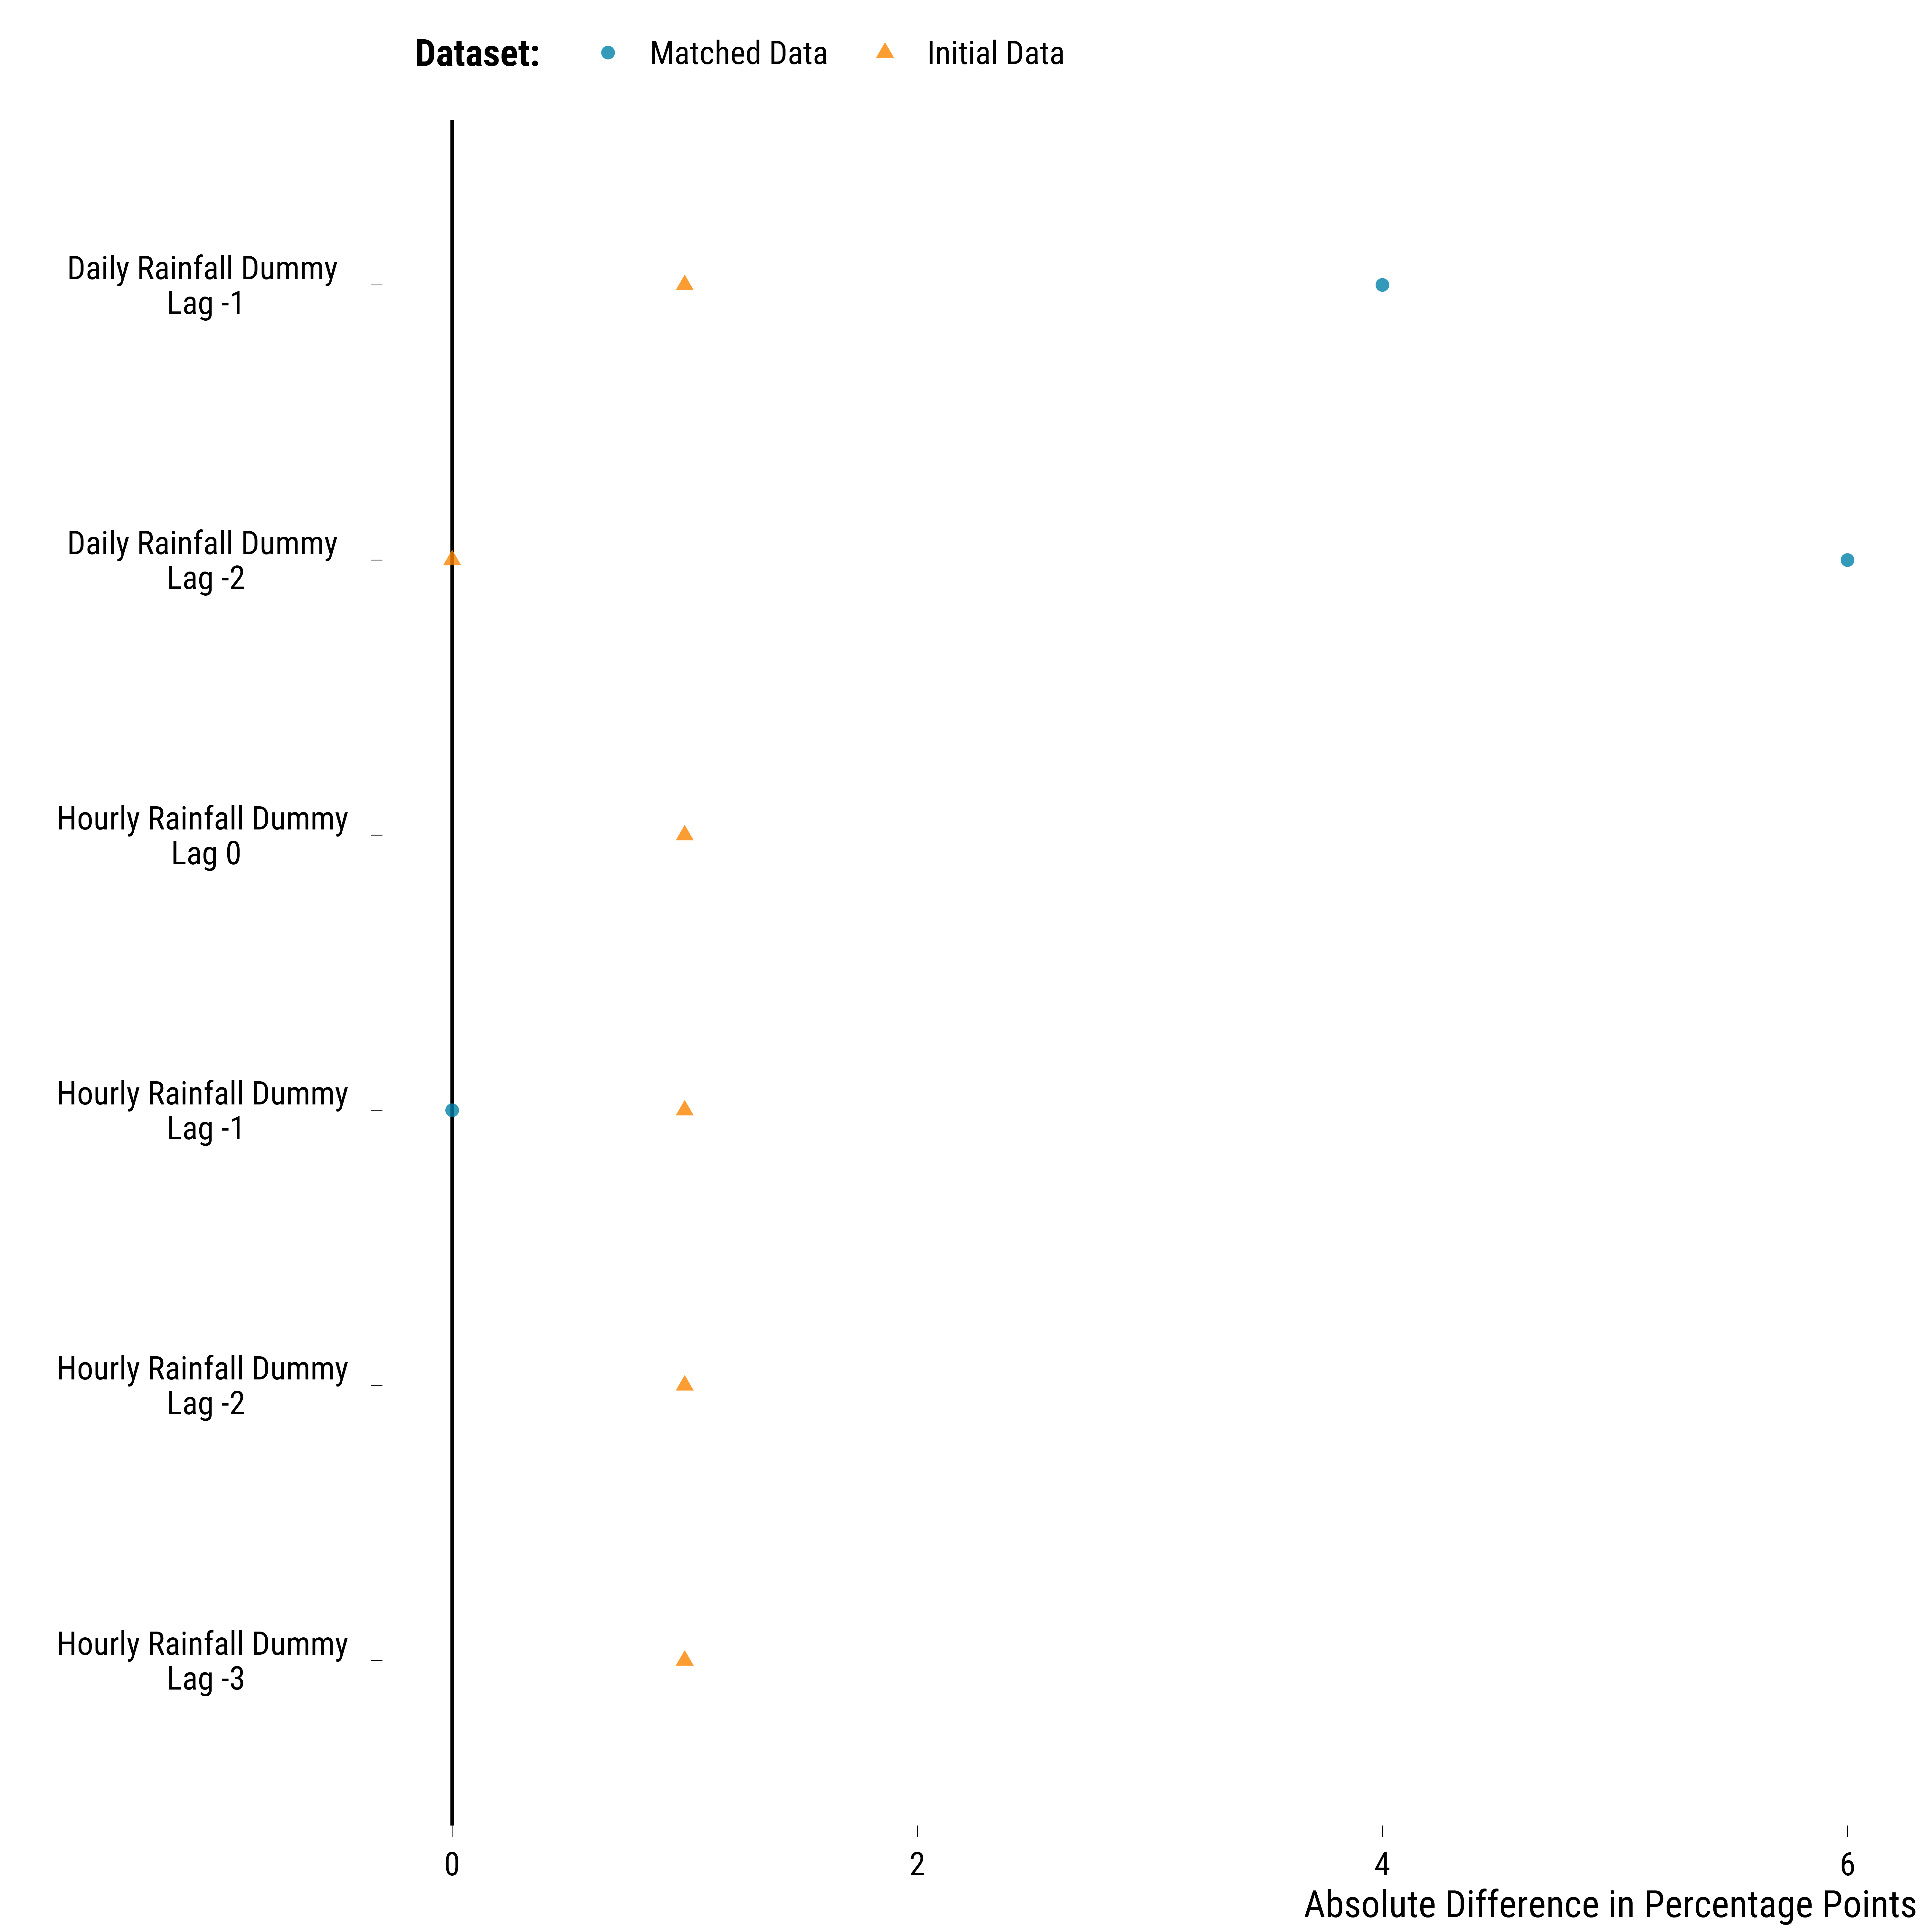 Dataset: Matched Data Initial Data
Daily Rainfall Dummy
Lag -1
Daily Rainfall Dummy
Lag -2
Hourly Rainfall Dummy
Lag 0
Hourly Rainfall Dummy
Lag -1
Hourly Rainfall Dummy
Lag -2
Hourly Rainfall Dummy
Lag -3
0 2 4 6
Absolute Difference in Percentage Points